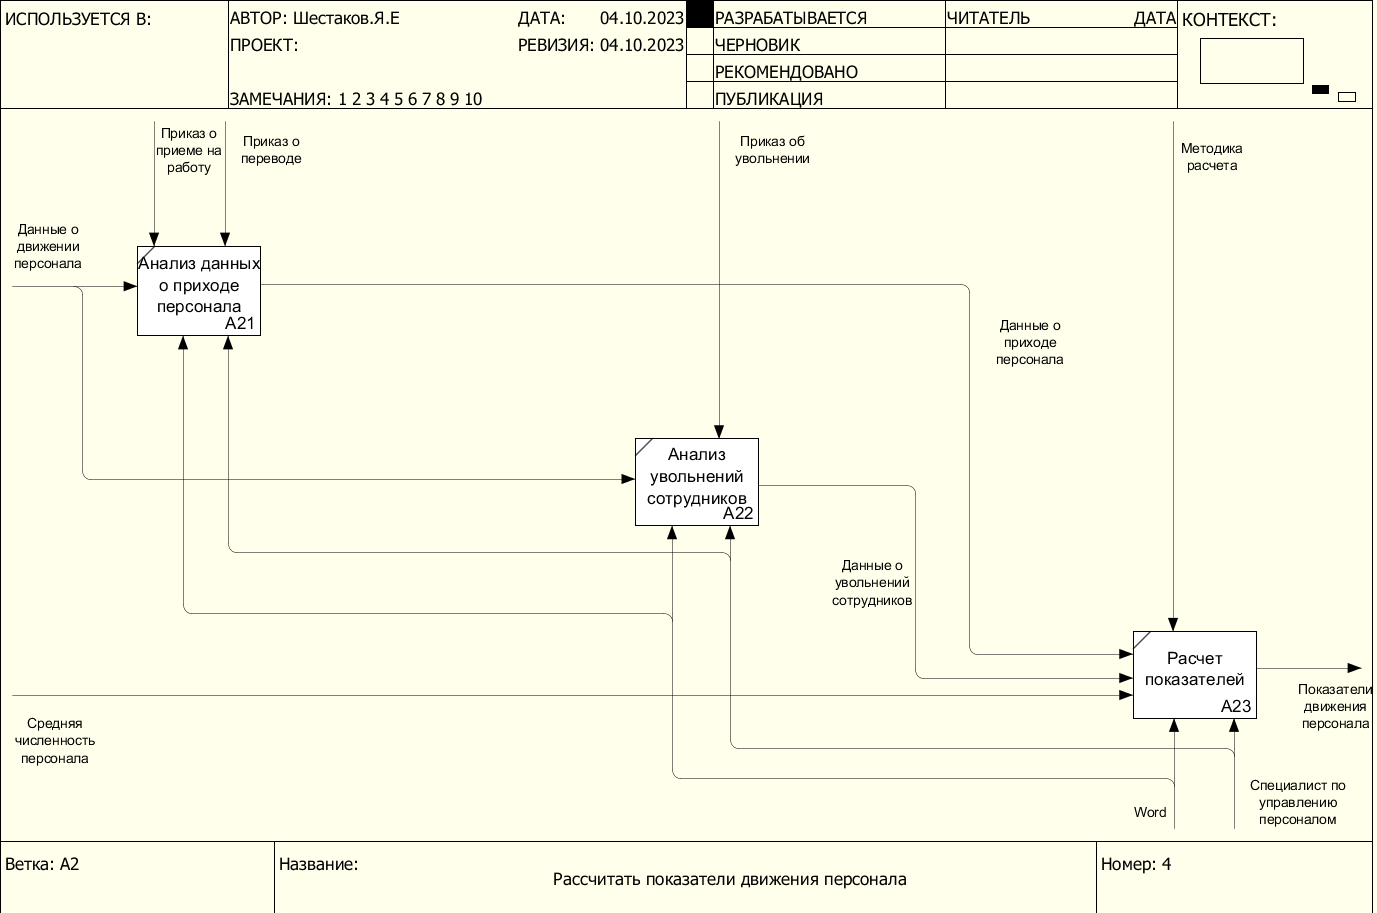 ИСПОЛЬЗУЕТСЯ В:
АВТОР: Шестаков.Я.Е
ДАТА: 04.10.2023
ПРОЕКТ:
РЕВИЗИЯ: 04.10.2023
ЗАМЕЧАНИЯ: 1 2 3 4 5 6 7 8 9 10
РАЗРАБАТЫВАЕТСЯ
ЧЕРНОВИК
РЕКОМЕНДОВАНО
ПУБЛИКАЦИЯ
ЧИТАТЕЛЬ
ДАТА
КОНТЕКСТ:
Приказ о
приеме на
работу
Приказ о
переводе
Приказ об
увольнении
Методика
расчета
Данные о
движении
персонала
Анализ данных
о приходе
персонала
A21
Данные о
приходе
персонала
Анализ
увольнений
сотрудников
A22
Данные о
увольнений
сотрудников
Расчет
показателей
A23
Показатели
движения
персонала
Средняя
численность
персонала
Word
Специалист по
управлению
персоналом
Ветка: A2
Название:
Рассчитать показатели движения персонала
Номер: 4